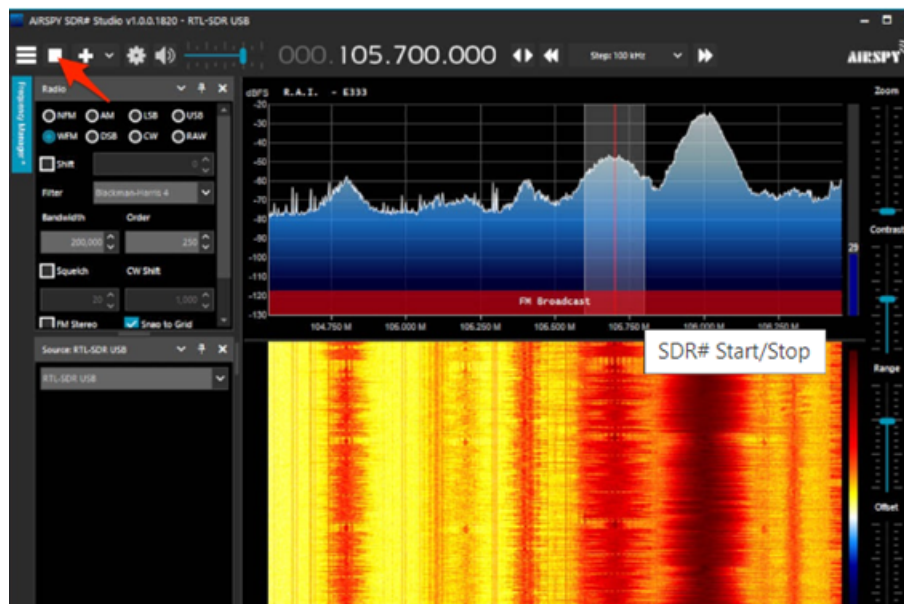 AIRSPY SDR# Studio v1.0.0.1820 - RTL-SDR USB
000.105.700.000
Step: 100 kHz
AIRSPY
Frequency Manager *
Radio
NFM AM LSB USB
WFM DSB CW RAW
Shift 0
Filter Blackman-Harris 4
Bandwidth Order
200,000 250
Squelch CW Shift
20 1,000
FM Stereo Snap to Grid
Source: RTL-SDR USB
RTL-SDR USB
dBFS R.A.I. - E333
-20
-30
-40
-50
-60
-70
-80
-90
-100
-110
-120
-130
FM Broadcast
29
104.750 M 105.000 M 105.250 M 105.500 M 105.750 M 106.000 M 106.250 M
SDR# Start/Stop
Zoom
Contrast
Range
Offset